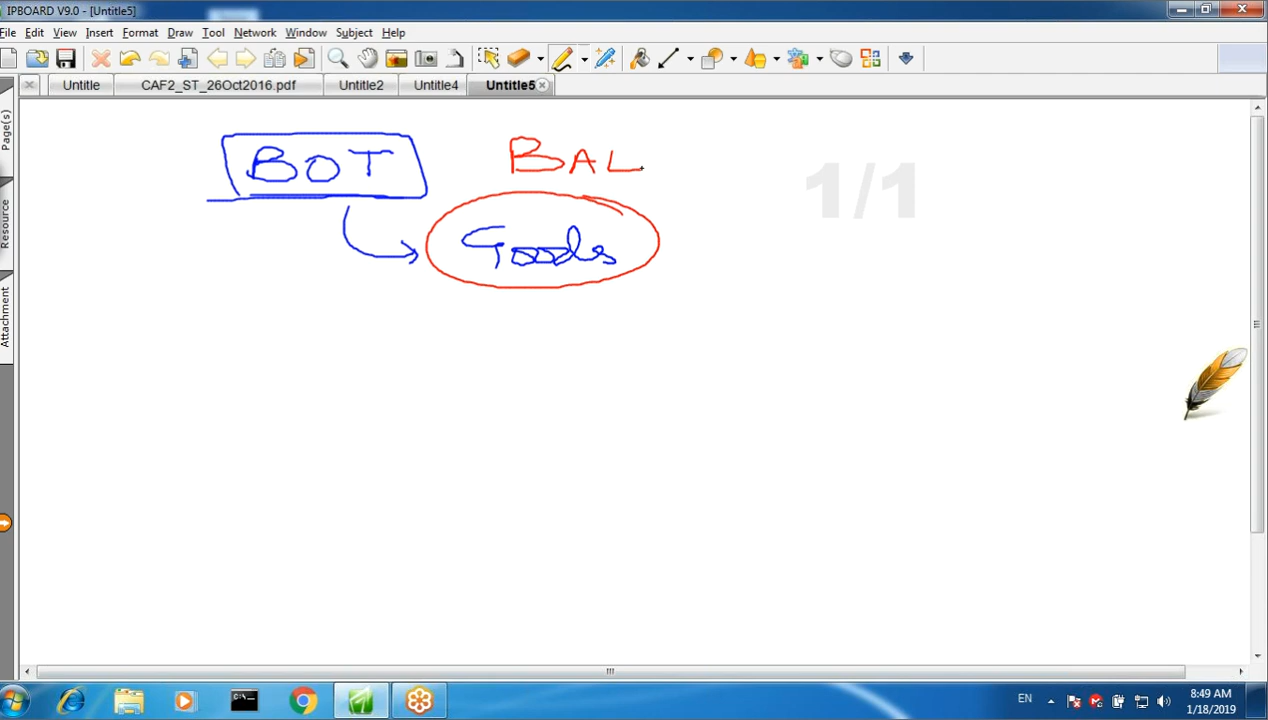 IPBOARD V9.0 - [Untitle5]
File Edit View Insert Format Draw Tool Network Window Subject Help
Untitle CAF2_ST_26Oct2016.pdf Untitle2 Untitle4 Untitle5
Page(s)
Resource
Attachment
BOT BAL
Goods
1/1
EN 8:49 AM
1/18/2019